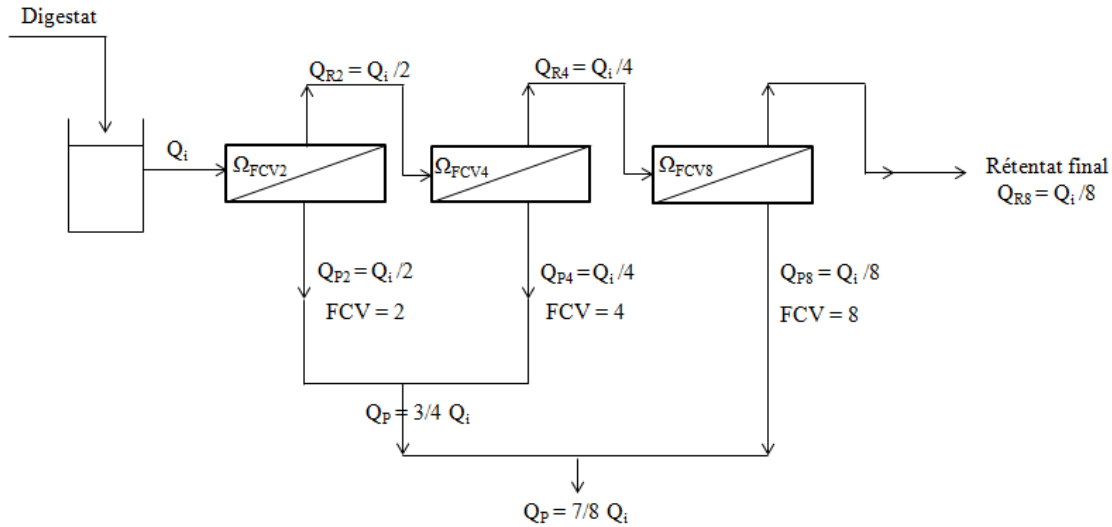 Digestat
Q_R2 = Q_i /2
Q_R4 = Q_i /4
Q_i
Ω_FCV2
Ω_FCV4
Ω_FCV8
Rétentat final
Q_R8 = Q_i /8
Q_P2 = Q_i /2
FCV = 2
Q_P4 = Q_i /4
FCV = 4
Q_P8 = Q_i /8
FCV = 8
Q_P = 3/4 Q_i
Q_P = 7/8 Q_i